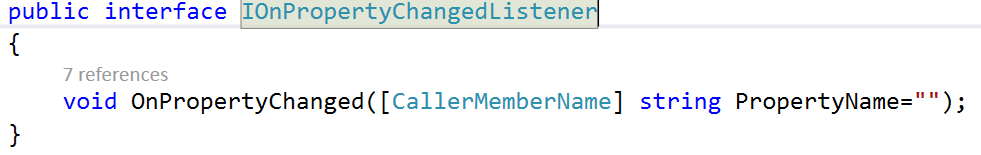 public interface IOnPropertyChangedListener
{
7 references
void OnPropertyChanged([CallerMemberName] string PropertyName="");
}